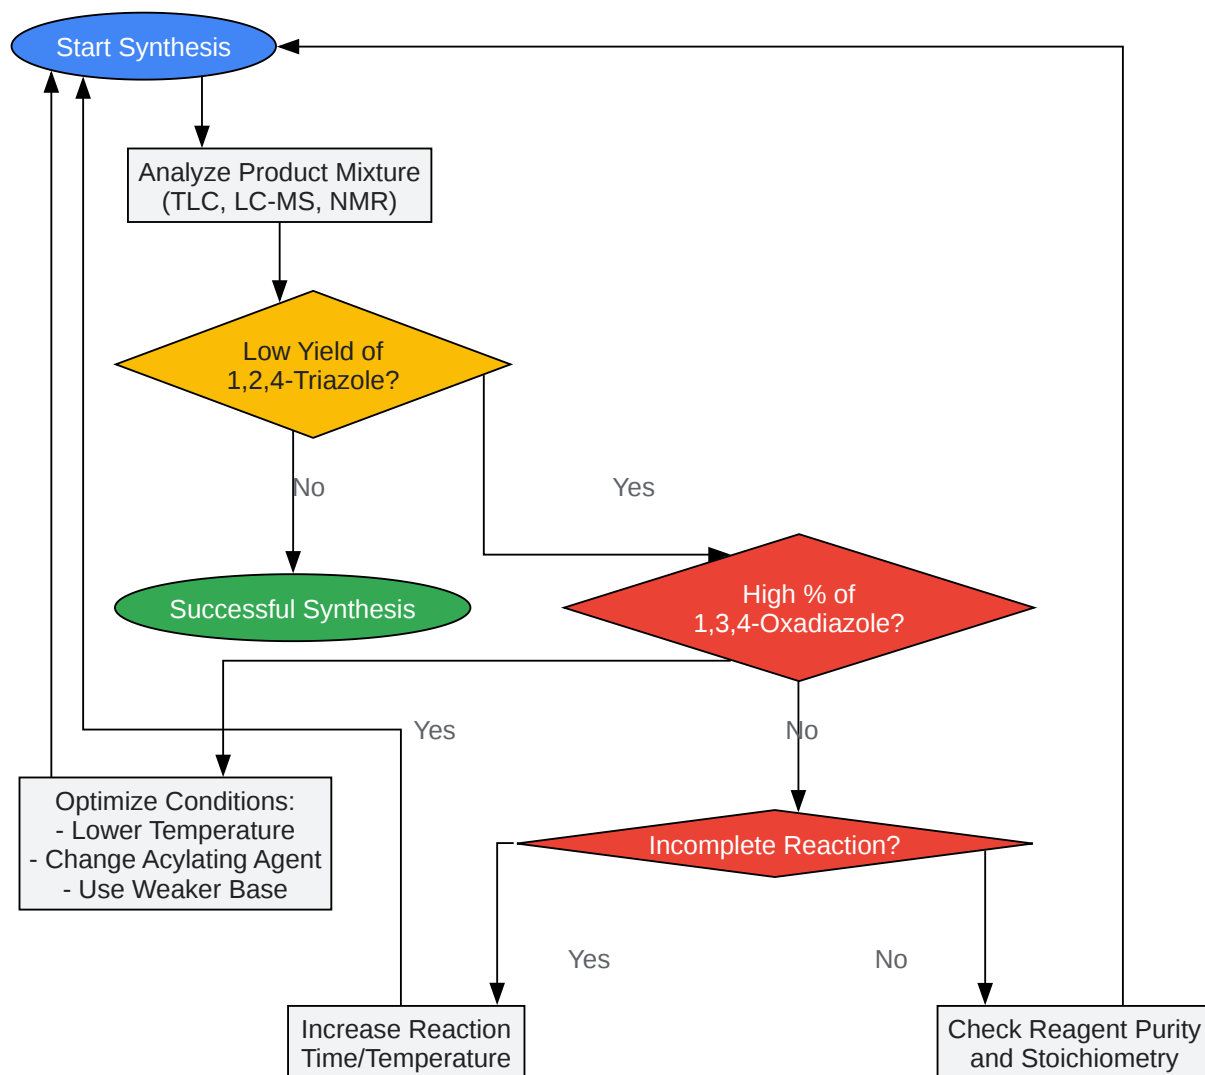 Start Synthesis
Analyze Product Mixture
(TLC, LC-MS, NMR)
Low Yield of
1,2,4-Triazole?
No
Yes
Successful Synthesis
High % of
1,3,4-Oxadiazole?
Yes
No
Optimize Conditions:
- Lower Temperature
- Change Acylating Agent
- Use Weaker Base
Incomplete Reaction?
Yes
No
Increase Reaction
Time/Temperature
Check Reagent Purity
and Stoichiometry